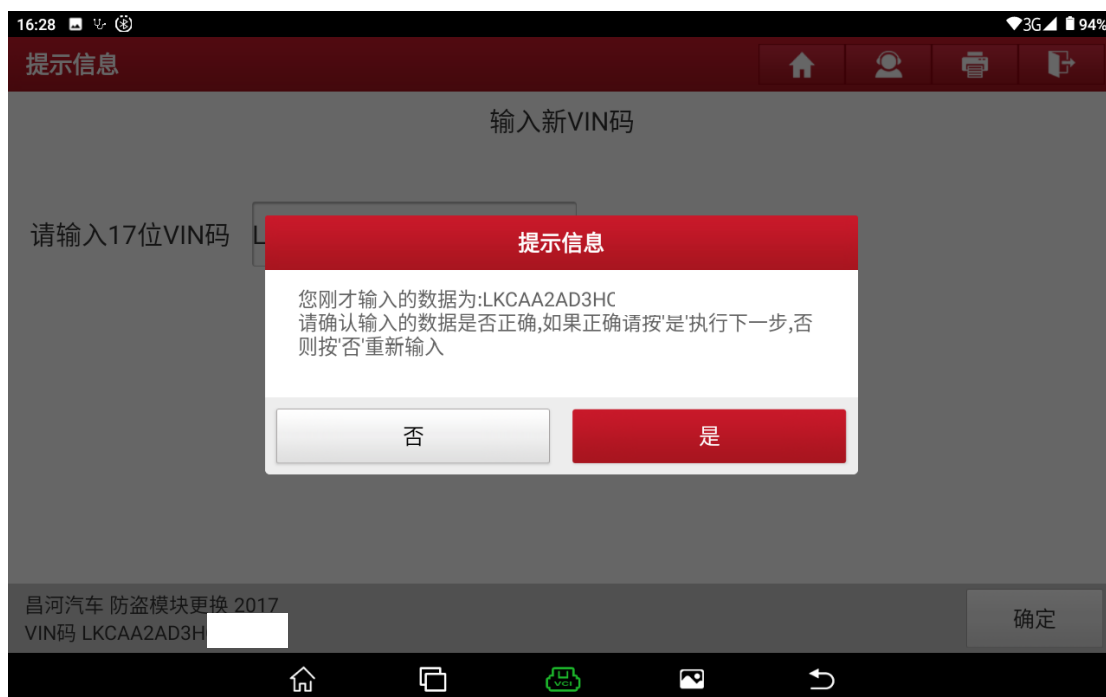 16:28 3G 94%
提示信息
输入新VIN码
请输入17位VIN码 L
提示信息
您刚才输入的数据为:LKCAA2AD3HC
请确认输入的数据是否正确,如果正确请按'是'执行下一步,否
则按'否'重新输入
否 是
昌河汽车 防盗模块更换 2017
VIN码 LKCAA2AD3H
确定
VCI